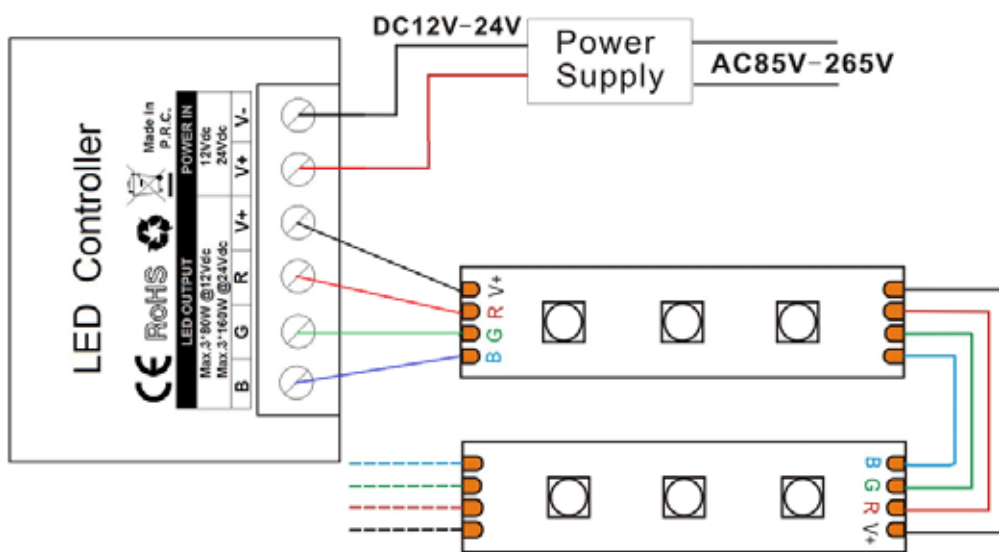 DC12V-24V
Power
Supply
AC85V-265V
LED Controller
CE RoHS
Made In
P.R.C.
LED OUTPUT
POWER IN
Max.3*80W @12Vdc
Max.3*160W @24Vdc
12Vdc
24Vdc
V-
V+
V+
R
G
B
V+
R
G
B
B
G
R
V+